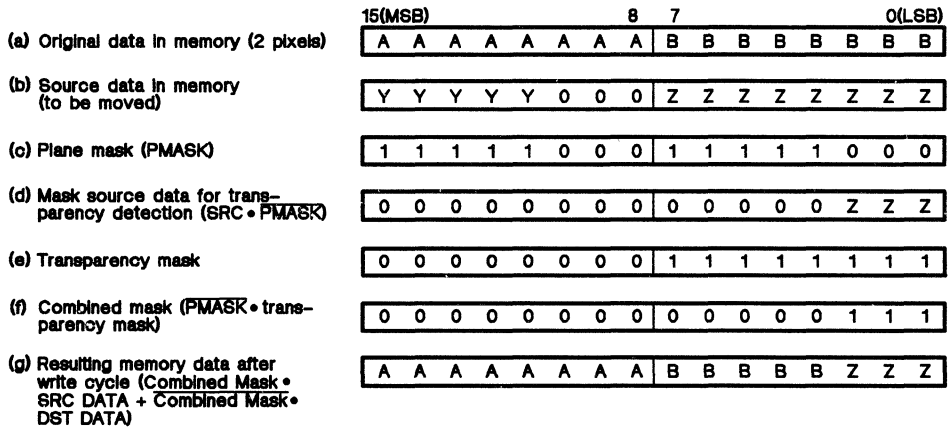 15(MSB) 8 7 0(LSB)
(a) Original data in memory (2 pixels) A A A A A A A A B B B B B B B B
(b) Source data in memory
(to be moved) Y Y Y Y Y 0 0 0 Z Z Z Z Z Z Z Z
(c) Plane mask (PMASK) 1 1 1 1 1 0 0 0 1 1 1 1 1 0 0 0
(d) Mask source data for trans-
parency detection (SRC • PMASK) 0 0 0 0 0 0 0 0 0 0 0 0 0 Z Z Z
(e) Transparency mask 0 0 0 0 0 0 0 0 1 1 1 1 1 1 1 1
(f) Combined mask (PMASK • trans-
parency mask) 0 0 0 0 0 0 0 0 0 0 0 0 0 1 1 1
(g) Resulting memory data after
write cycle (Combined Mask • A A A A A A A A B B B B B Z Z Z
SRC DATA + Combined Mask •
DST DATA)